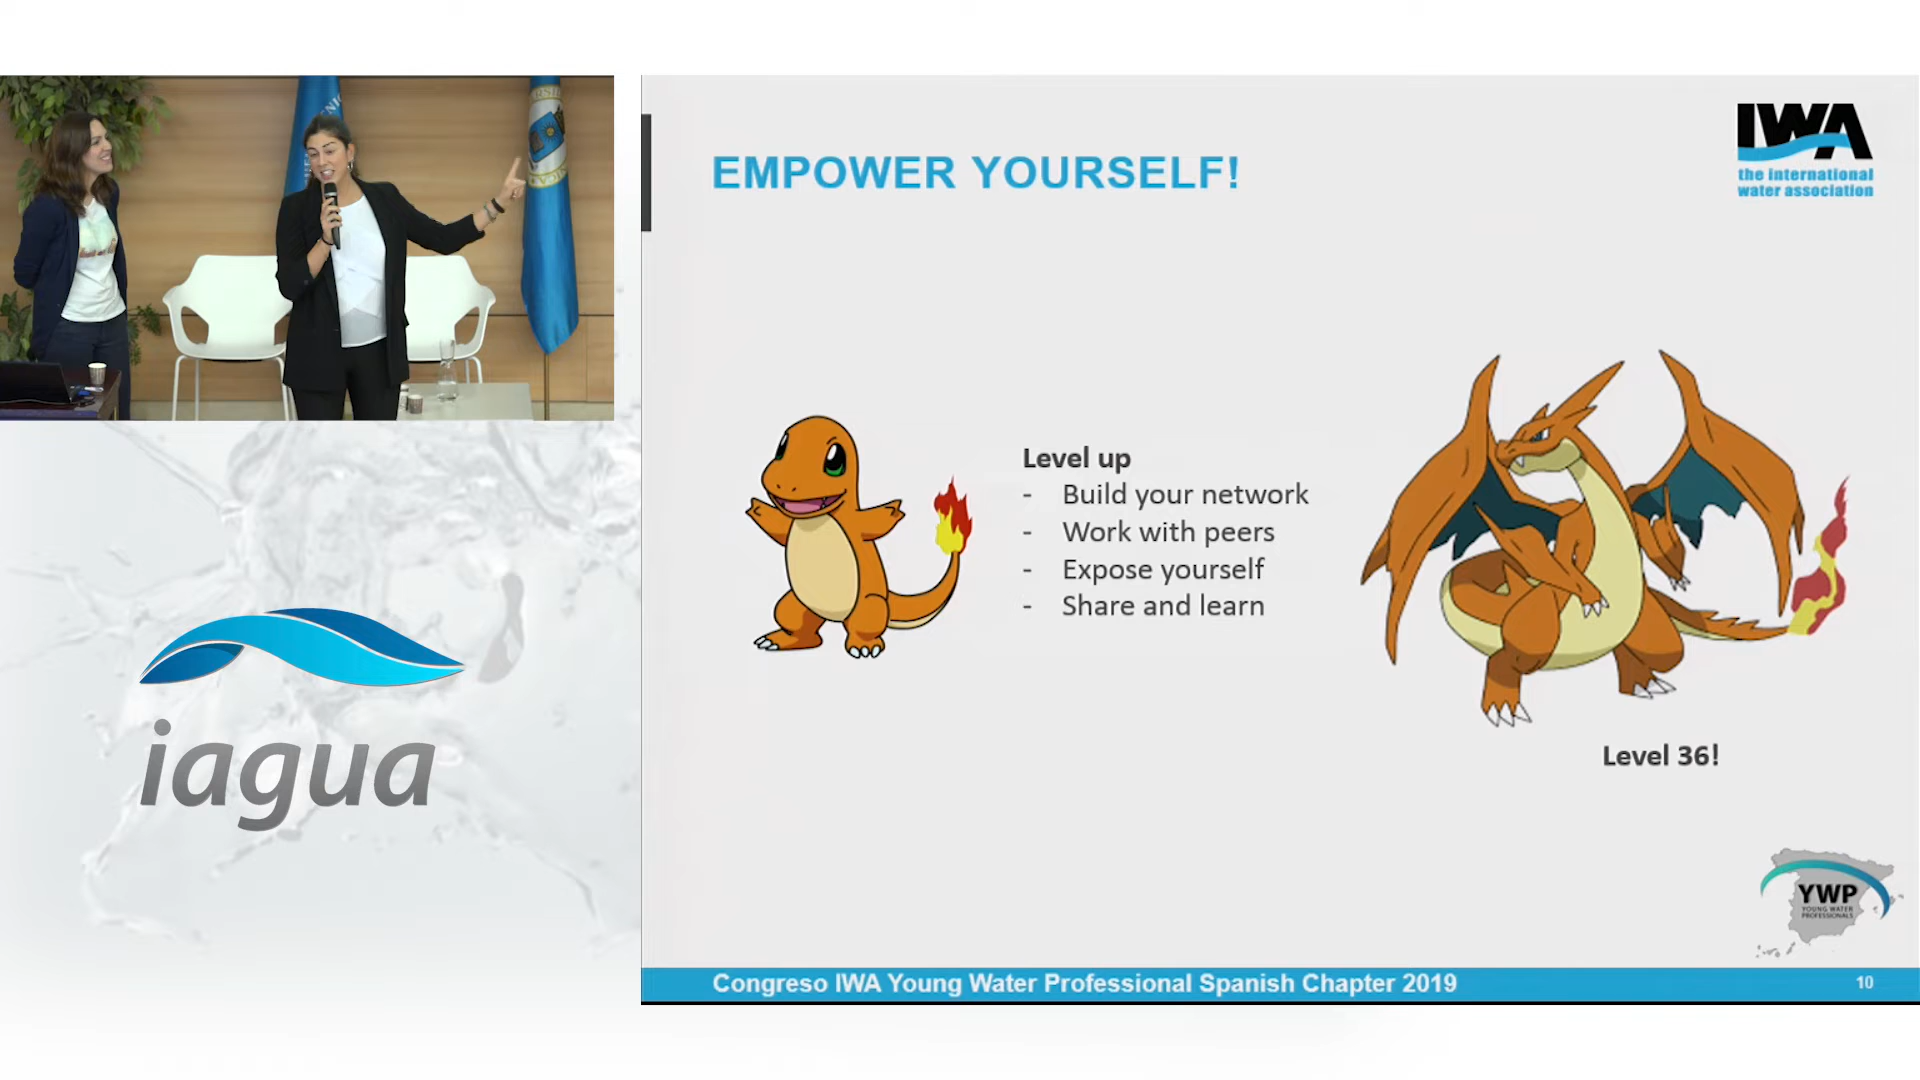 EMPOWER YOURSELF!
IWA
the international
water association
Level up
- Build your network
- Work with peers
- Expose yourself
- Share and learn
Level 36!
iagua
YWP
YOUNG WATER
PROFESSIONALS
Congreso IWA Young Water Professional Spanish Chapter 2019
10